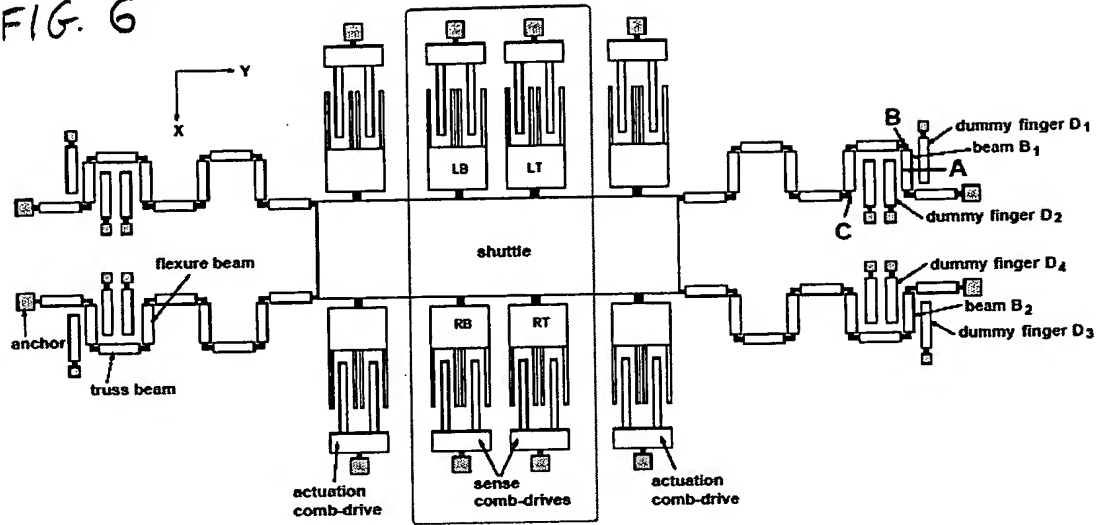 FIG. 6
Y
X
LB
LT
B
dummy finger D1
beam B1
A
dummy finger D2
C
shuttle
flexure beam
dummy finger D4
beam B2
dummy finger D3
anchor
truss beam
RB
RT
actuation
comb-drive
sense
comb-drives
actuation
comb-drive